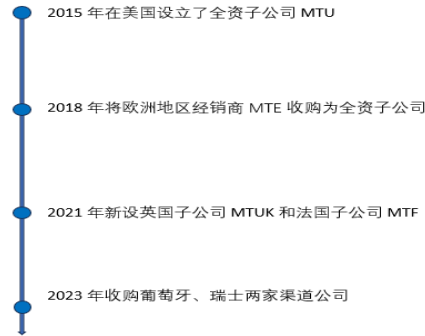 2015 年在美国设立了全资子公司 MTU
2018 年将欧洲地区经销商 MTE 收购为全资子公司
2021 年新设英国子公司 MTUK 和法国子公司 MTF
2023 年收购葡萄牙、瑞士两家渠道公司